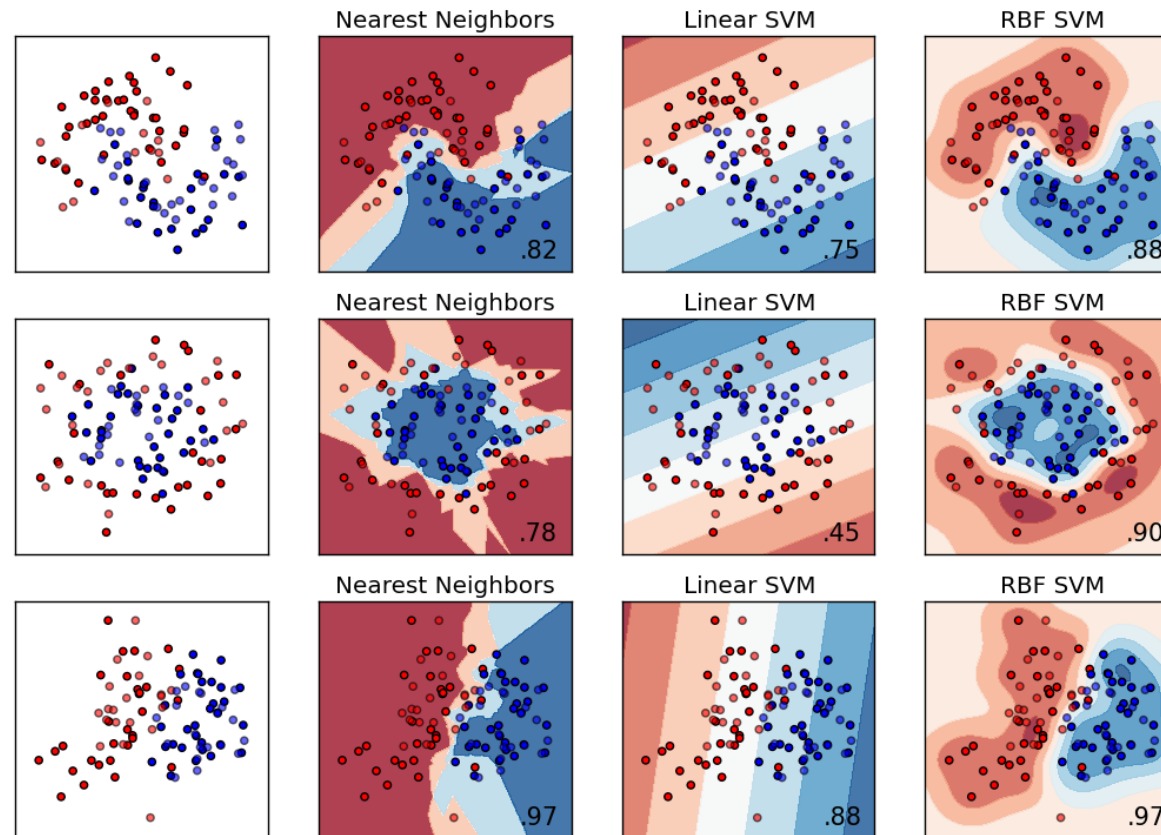 Nearest Neighbors Linear SVM RBF SVM
.82 .75 .88
Nearest Neighbors Linear SVM RBF SVM
.78 .45 .90
Nearest Neighbors Linear SVM RBF SVM
.97 .88 .97